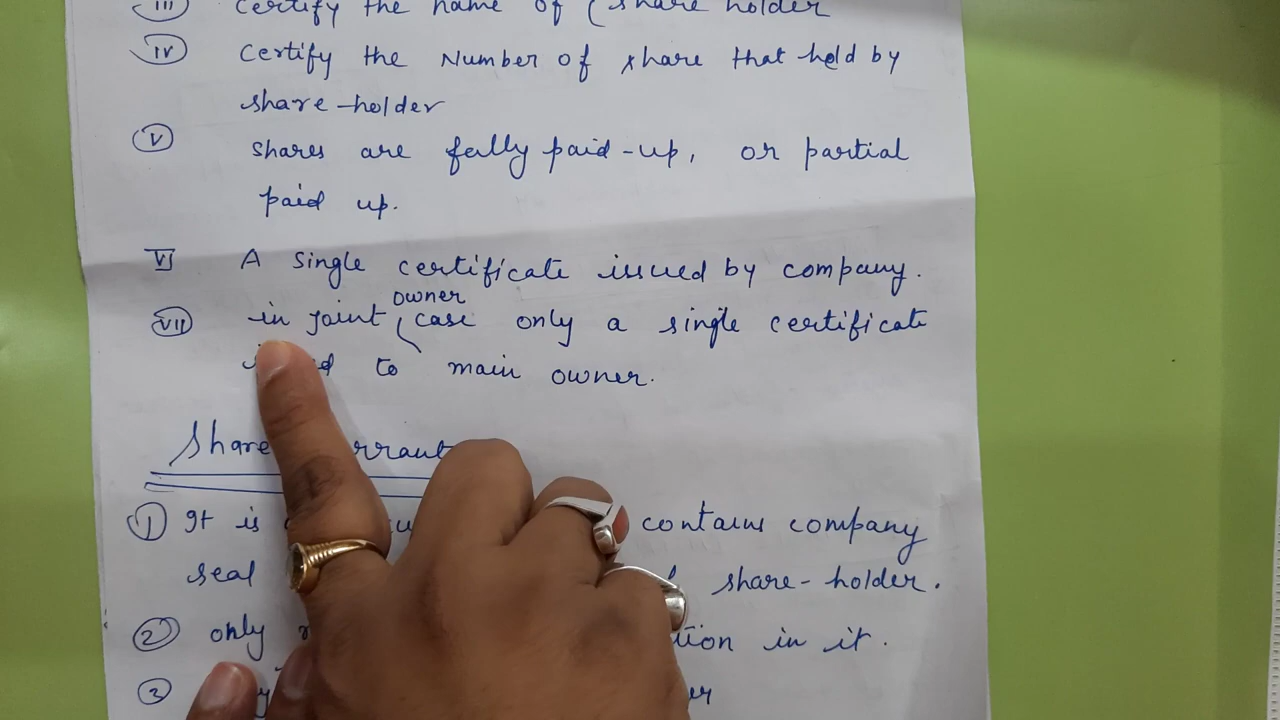 iii certify the name of (share holder
iv certify the Number of share that held by
share-holder
v shares are fully paid-up, or partial
paid up.
VI A single certificate issued by company.
owner
VII in joint case only a single certificate
to main owner.
Share
1 It is contains company
seal share-holder.
2 only in it.
3